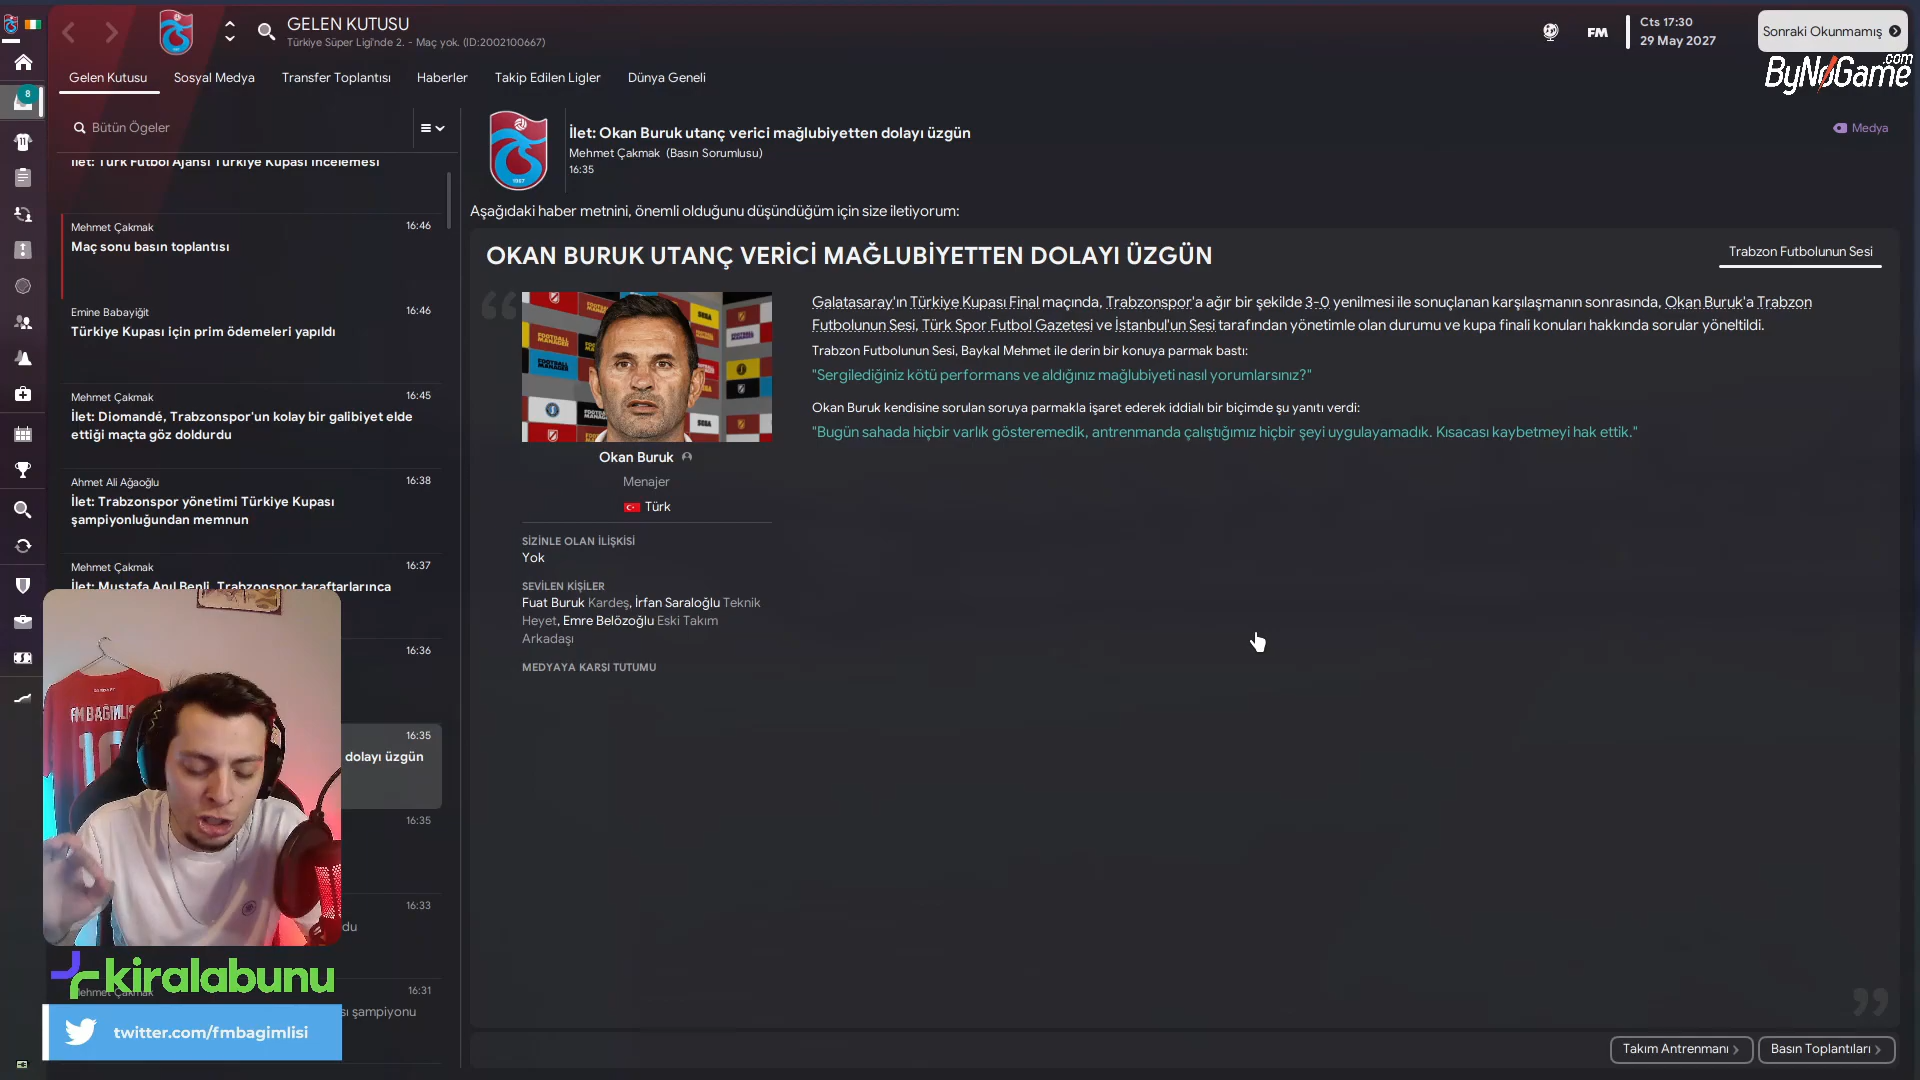 GELEN KUTUSU
Türkiye Süper Ligi'nde 2. - Maç yok. (ID:2002100667)
FM
Cts 17:30
29 May 2027
Sonraki Okunmamış
ByNoGame.com
8
11
Gelen Kutusu
Sosyal Medya
Transfer Toplantısı
Haberler
Takip Edilen Ligler
Dünya Geneli
Bütün Ögeler
İlet: Türk Futbol Ajansı Türkiye Kupası incelemesi
Mehmet Çakmak 16:46
Maç sonu basın toplantısı
Emine Babayiğit 16:46
Türkiye Kupası için prim ödemeleri yapıldı
Mehmet Çakmak 16:45
İlet: Diomandé, Trabzonspor'un kolay bir galibiyet elde
ettiği maçta göz doldurdu
Ahmet Ali Ağaoğlu 16:38
İlet: Trabzonspor yönetimi Türkiye Kupası
şampiyonluğundan memnun
Mehmet Çakmak 16:37
İlet: Mustafa Anıl Benli, Trabzonspor taraftarlarınca
16:36
16:35
dolayı üzgün
16:35
16:33
du
Mehmet Çakmak 16:31
sı şampiyonu
FM BAĞIMLIS
10
kiralabunu
twitter.com/fmbagimlisi
İlet: Okan Buruk utanç verici mağlubiyetten dolayı üzgün
Mehmet Çakmak (Basın Sorumlusu)
16:35
Medya
Aşağıdaki haber metnini, önemli olduğunu düşündüğüm için size iletiyorum:
OKAN BURUK UTANÇ VERİCİ MAĞLUBİYETTEN DOLAYI ÜZGÜN
Trabzon Futbolunun Sesi
Okan Buruk
Menajer
Türk
SİZİNLE OLAN İLİŞKİSİ
Yok
SEVİLEN KİŞİLER
Fuat Buruk Kardeş, İrfan Saraloğlu Teknik
Heyet, Emre Belözoğlu Eski Takım
Arkadaşı
MEDYAYA KARŞI TUTUMU
Galatasaray'ın Türkiye Kupası Final maçında, Trabzonspor'a ağır bir şekilde 3-0 yenilmesi ile sonuçlanan karşılaşmanın sonrasında, Okan Buruk'a Trabzon
Futbolunun Sesi, Türk Spor Futbol Gazetesi ve İstanbul'un Sesi tarafından yönetimle olan durumu ve kupa finali konuları hakkında sorular yöneltildi.
Trabzon Futbolunun Sesi, Baykal Mehmet ile derin bir konuya parmak bastı:
"Sergilediğiniz kötü performans ve aldığınız mağlubiyeti nasıl yorumlarsınız?"
Okan Buruk kendisine sorulan soruya parmakla işaret ederek iddialı bir biçimde şu yanıtı verdi:
"Bugün sahada hiçbir varlık gösteremedik, antrenmanda çalıştığımız hiçbir şeyi uygulayamadık. Kısacası kaybetmeyi hak ettik."
Takım Antrenmanı
Basın Toplantıları